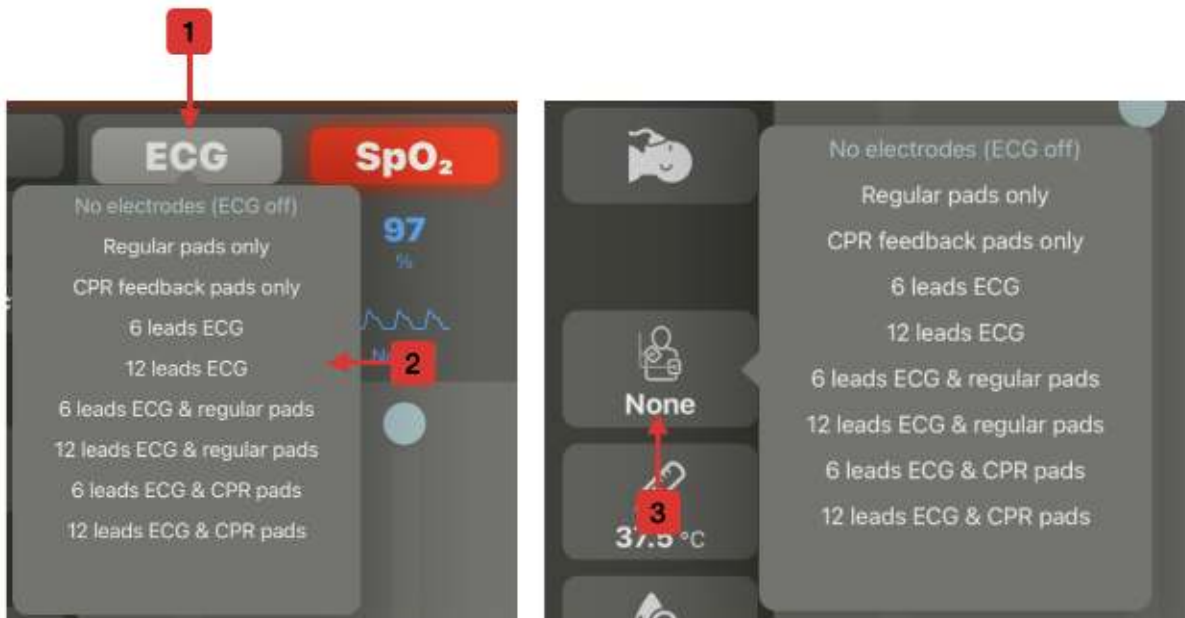 1
ECG
SpO₂
No electrodes (ECG off)
Regular pads only
CPR feedback pads only
6 leads ECG
12 leads ECG
6 leads ECG & regular pads
12 leads ECG & regular pads
6 leads ECG & CPR pads
12 leads ECG & CPR pads
97
%
2
No electrodes (ECG off)
Regular pads only
CPR feedback pads only
6 leads ECG
12 leads ECG
6 leads ECG & regular pads
12 leads ECG & regular pads
6 leads ECG & CPR pads
12 leads ECG & CPR pads
None
3
37.5 °C